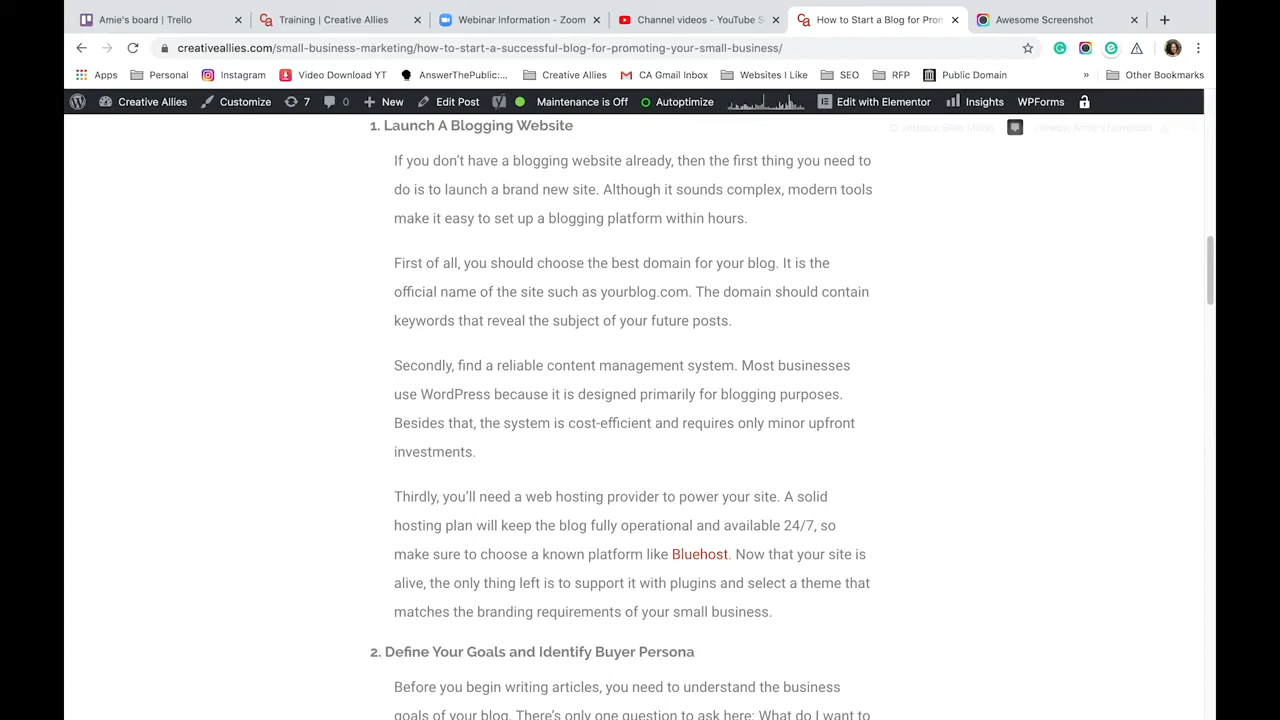 Amie's board | Trello
Training | Creative Allies
Webinar Information - Zoom
Channel videos - YouTube S
How to Start a Blog for Prom
Awesome Screenshot
creativeallies.com/small-business-marketing/how-to-start-a-successful-blog-for-promoting-your-small-business/
Apps Personal Instagram Video Download YT AnswerThePublic:... Creative Allies CA Gmail Inbox Websites I Like SEO RFP Public Domain » Other Bookmarks
Creative Allies Customize 7 0 New Edit Post Maintenance is Off Autoptimize Edit with Elementor Insights WPForms
1. Launch A Blogging Website
If you don't have a blogging website already, then the first thing you need to
do is to launch a brand new site. Although it sounds complex, modern tools
make it easy to set up a blogging platform within hours.
First of all, you should choose the best domain for your blog. It is the
official name of the site such as yourblog.com. The domain should contain
keywords that reveal the subject of your future posts.
Secondly, find a reliable content management system. Most businesses
use WordPress because it is designed primarily for blogging purposes.
Besides that, the system is cost-efficient and requires only minor upfront
investments.
Thirdly, you'll need a web hosting provider to power your site. A solid
hosting plan will keep the blog fully operational and available 24/7, so
make sure to choose a known platform like Bluehost. Now that your site is
alive, the only thing left is to support it with plugins and select a theme that
matches the branding requirements of your small business.
2. Define Your Goals and Identify Buyer Persona
Before you begin writing articles, you need to understand the business
goals of your blog. There's only one question to ask here: What do I want to